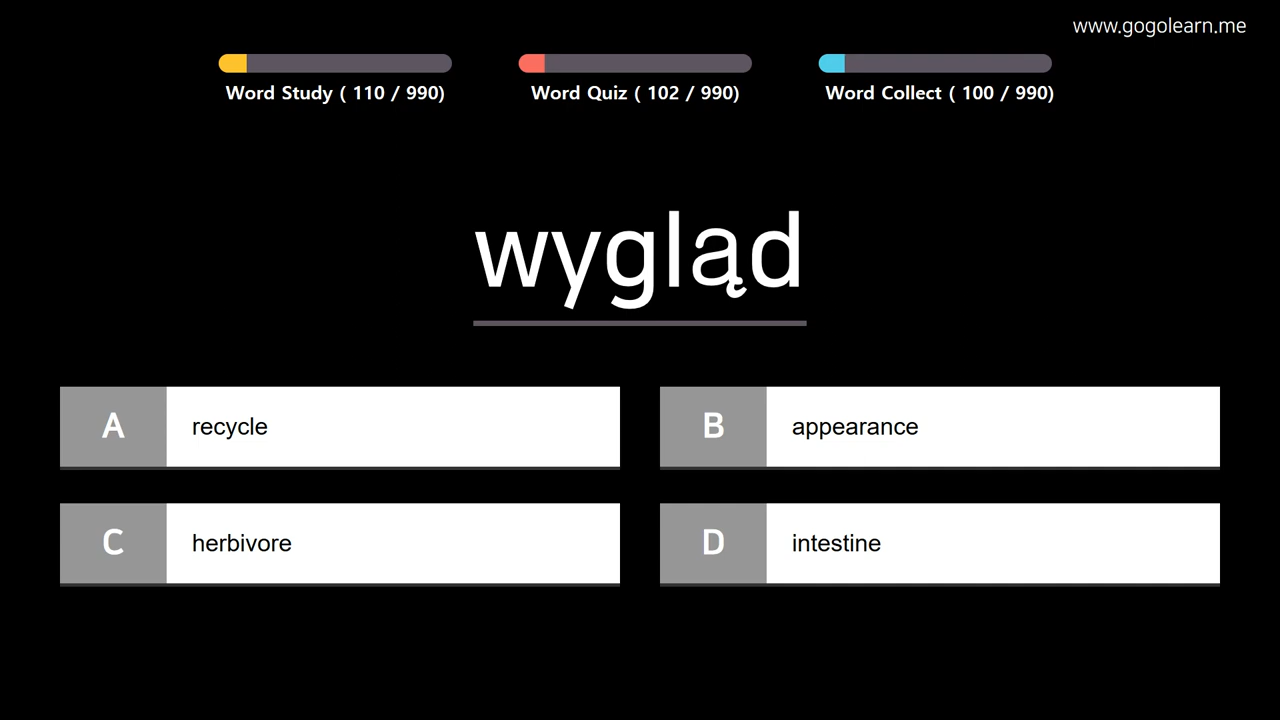 www.gogolearn.me
Word Study ( 110 / 990)
Word Quiz ( 102 / 990)
Word Collect ( 100 / 990)
wygląd
A recycle
B appearance
C herbivore
D intestine